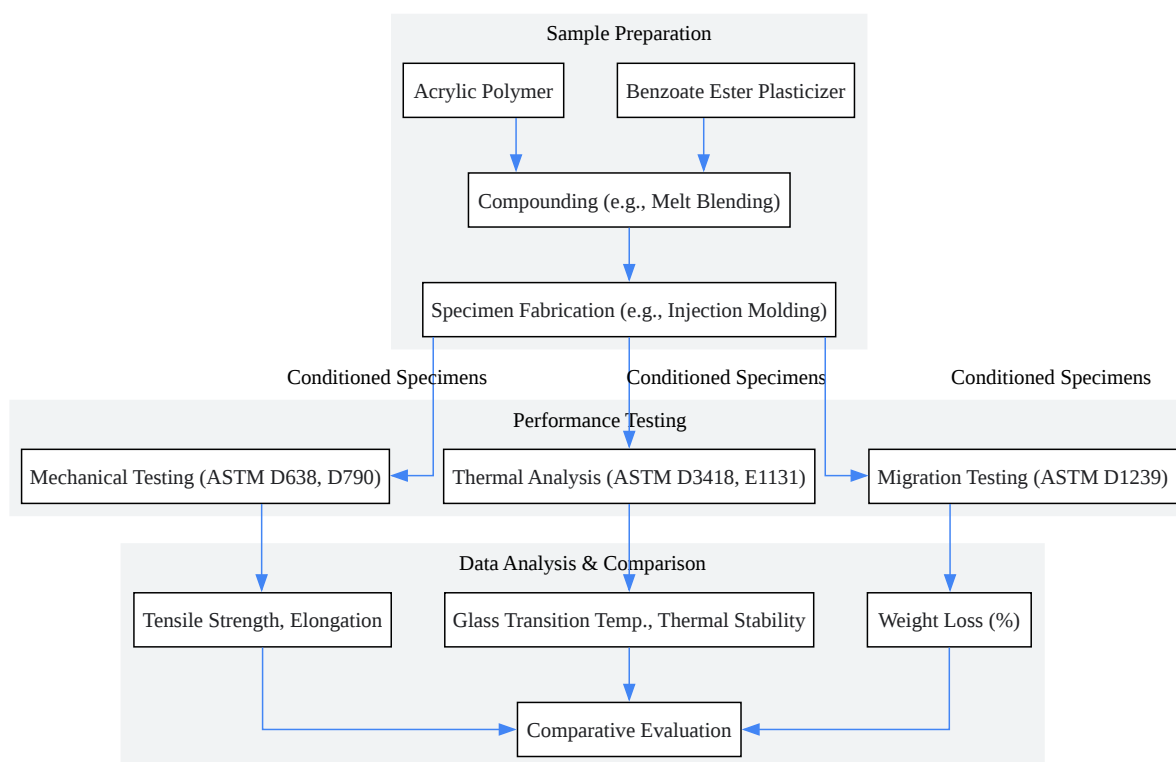 Sample Preparation
Acrylic Polymer
Benzoate Ester Plasticizer
Compounding (e.g., Melt Blending)
Specimen Fabrication (e.g., Injection Molding)
Conditioned Specimens
Conditioned Specimens
Conditioned Specimens
Performance Testing
Mechanical Testing (ASTM D638, D790)
Thermal Analysis (ASTM D3418, E1131)
Migration Testing (ASTM D1239)
Data Analysis & Comparison
Tensile Strength, Elongation
Glass Transition Temp., Thermal Stability
Weight Loss (%)
Comparative Evaluation